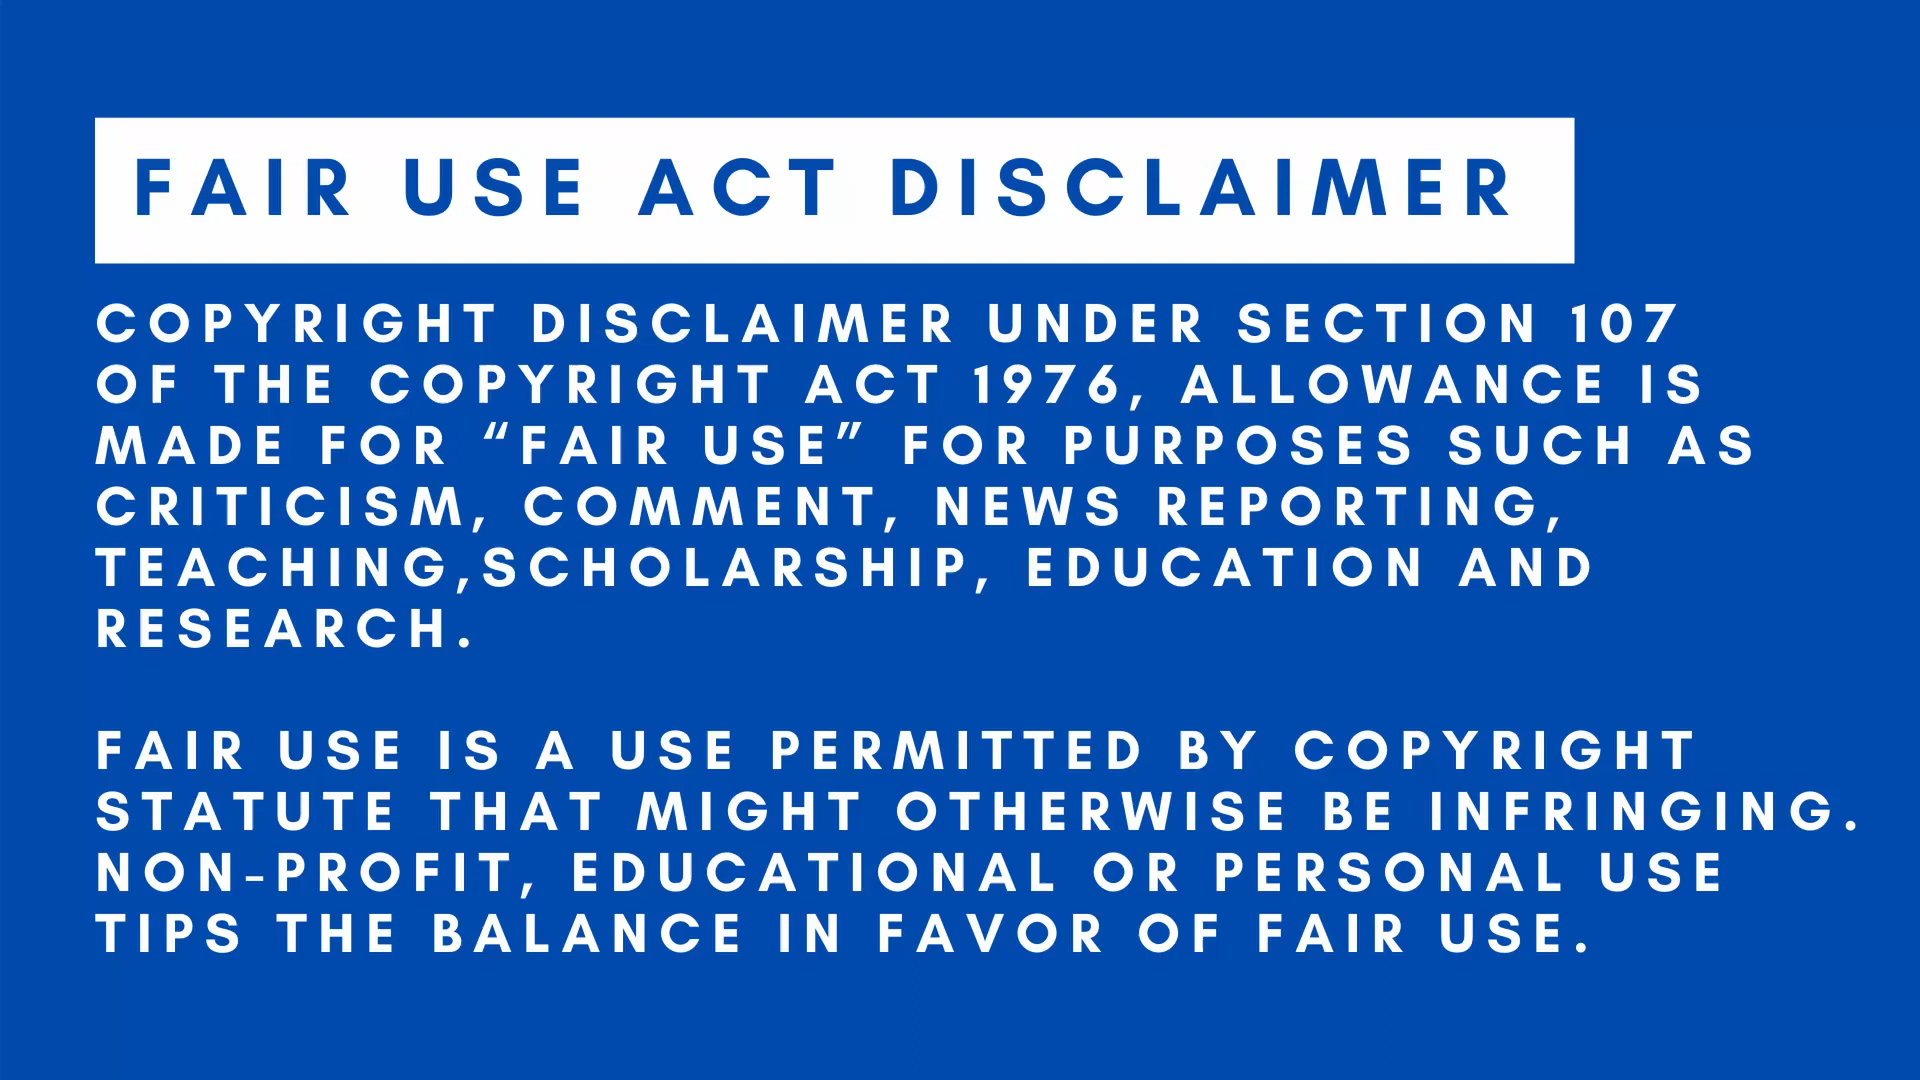 FAIR USE ACT DISCLAIMER
COPYRIGHT DISCLAIMER UNDER SECTION 107
OF THE COPYRIGHT ACT 1976, ALLOWANCE IS
MADE FOR “FAIR USE” FOR PURPOSES SUCH AS
CRITICISM, COMMENT, NEWS REPORTING,
TEACHING,SCHOLARSHIP, EDUCATION AND
RESEARCH.
FAIR USE IS A USE PERMITTED BY COPYRIGHT
STATUTE THAT MIGHT OTHERWISE BE INFRINGING.
NON-PROFIT, EDUCATIONAL OR PERSONAL USE
TIPS THE BALANCE IN FAVOR OF FAIR USE.